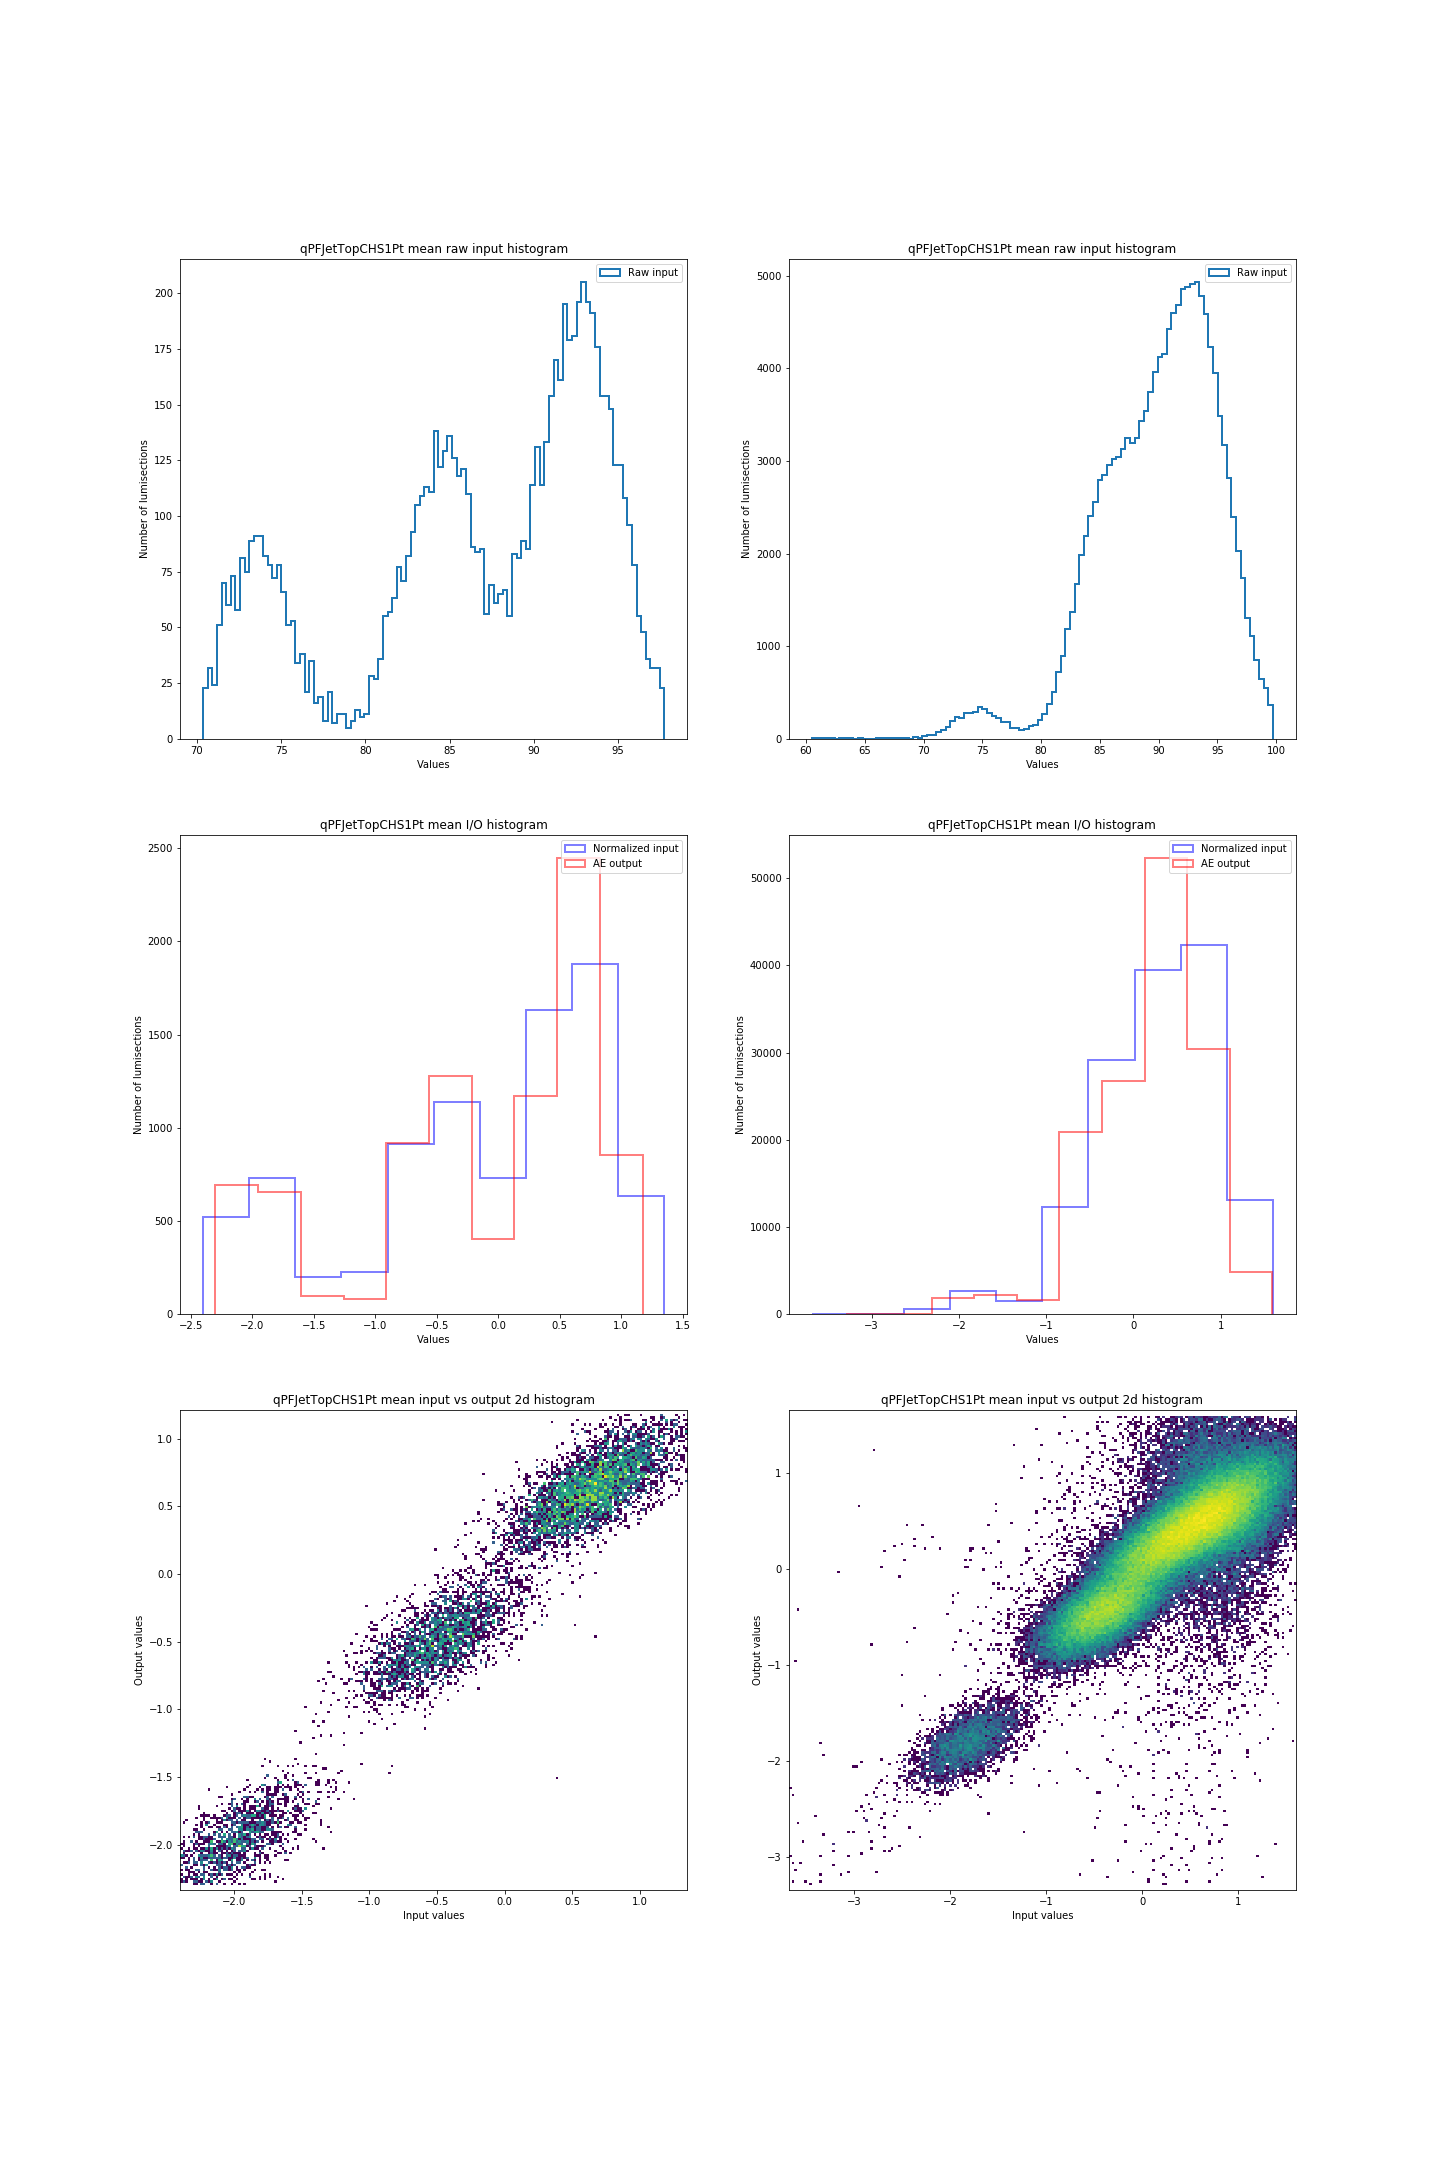 qPFJetTopCHS1Pt mean raw input histogram
Raw input
200
175
150
125
100
75
50
25
0
Number of lumisections
70 75 80 85 90 95
Values
qPFJetTopCHS1Pt mean raw input histogram
Raw input
5000
4000
3000
2000
1000
0
Number of lumisections
60 65 70 75 80 85 90 95 100
Values
qPFJetTopCHS1Pt mean I/O histogram
Normalized input
AE output
2500
2000
1500
1000
500
0
Number of lumisections
−2.5 −2.0 −1.5 −1.0 −0.5 0.0 0.5 1.0 1.5
Values
qPFJetTopCHS1Pt mean I/O histogram
Normalized input
AE output
50000
40000
30000
20000
10000
0
Number of lumisections
−3 −2 −1 0 1
Values
qPFJetTopCHS1Pt mean input vs output 2d histogram
1.0
0.5
0.0
−0.5
−1.0
−1.5
−2.0
Output values
−2.0 −1.5 −1.0 −0.5 0.0 0.5 1.0
Input values
qPFJetTopCHS1Pt mean input vs output 2d histogram
1
0
−1
−2
−3
Output values
−3 −2 −1 0 1
Input values